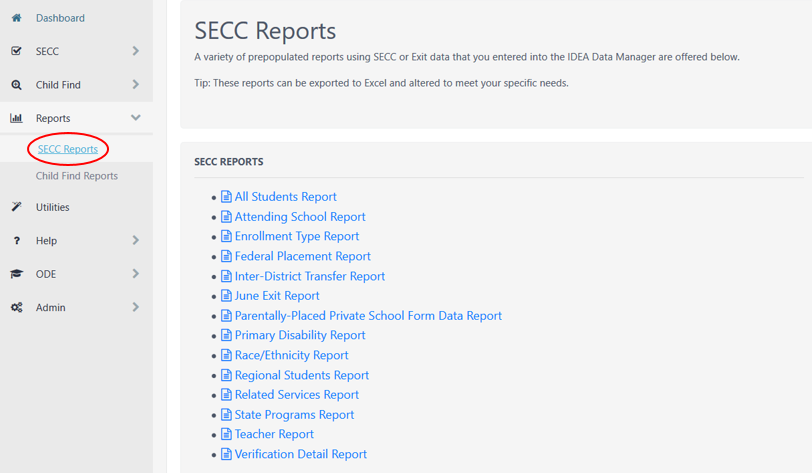 Dashboard
SECC
Child Find
Reports
SECC Reports
Child Find Reports
Utilities
Help
ODE
Admin
SECC Reports
A variety of prepopulated reports using SECC or Exit data that you entered into the IDEA Data Manager are offered below.
Tip: These reports can be exported to Excel and altered to meet your specific needs.
SECC REPORTS
All Students Report
Attending School Report
Enrollment Type Report
Federal Placement Report
Inter-District Transfer Report
June Exit Report
Parentally-Placed Private School Form Data Report
Primary Disability Report
Race/Ethnicity Report
Regional Students Report
Related Services Report
State Programs Report
Teacher Report
Verification Detail Report